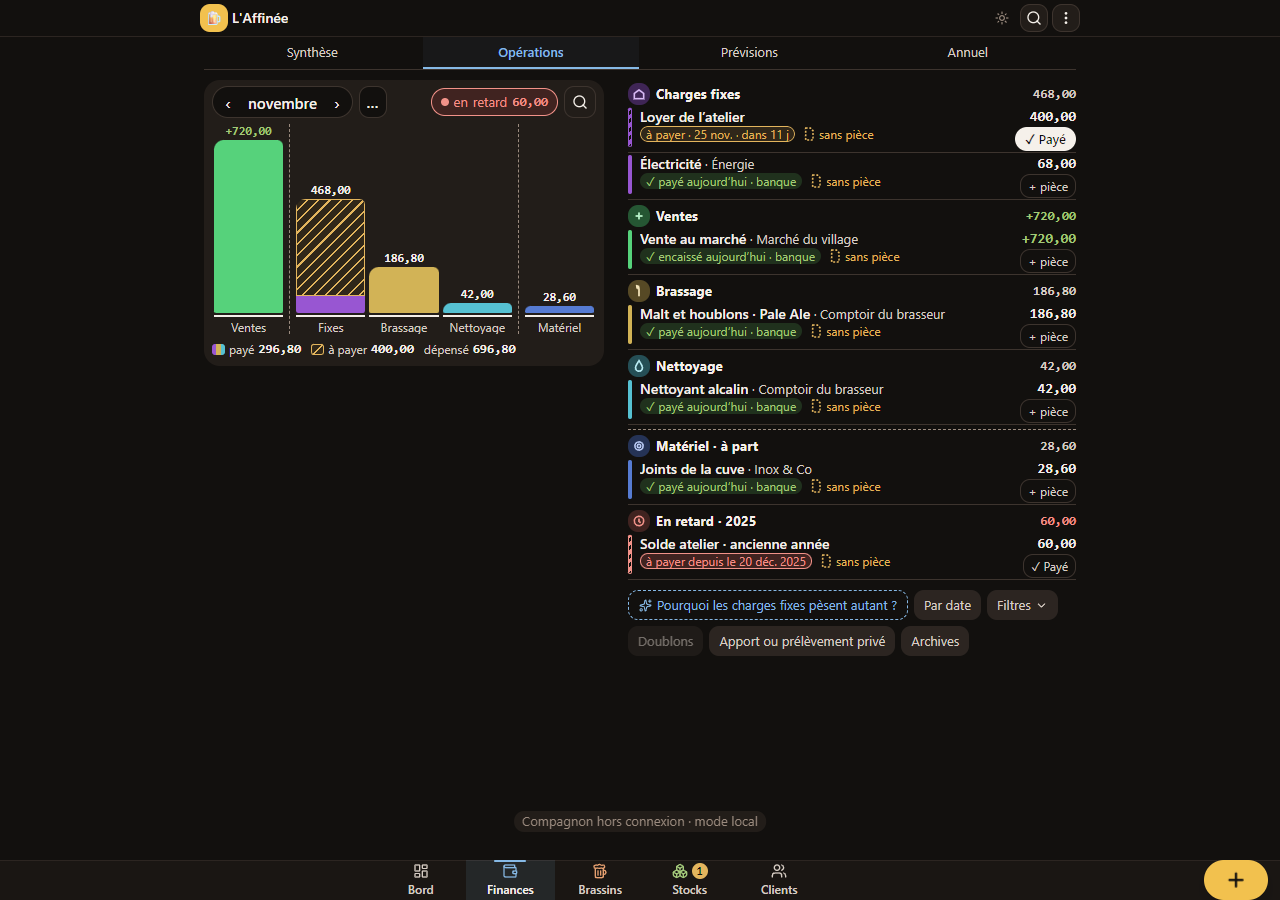 L'Affinée
Synthèse
Opérations
Prévisions
Annuel
‹ novembre › ...
en retard 60,00
+720,00
468,00
186,80
42,00
28,60
Ventes
Fixes
Brassage
Nettoyage
Matériel
payé 296,80 à payer 400,00 dépensé 696,80
Charges fixes 468,00
Loyer de l’atelier 400,00
à payer · 25 nov. · dans 11 j sans pièce
✓ Payé
Électricité · Énergie 68,00
✓ payé aujourd’hui · banque sans pièce
+ pièce
Ventes +720,00
Vente au marché · Marché du village +720,00
✓ encaissé aujourd’hui · banque sans pièce
+ pièce
Brassage 186,80
Malt et houblons · Pale Ale · Comptoir du brasseur 186,80
✓ payé aujourd’hui · banque sans pièce
+ pièce
Nettoyage 42,00
Nettoyant alcalin · Comptoir du brasseur 42,00
✓ payé aujourd’hui · banque sans pièce
+ pièce
Matériel · à part 28,60
Joints de la cuve · Inox & Co 28,60
✓ payé aujourd’hui · banque sans pièce
+ pièce
En retard · 2025 60,00
Solde atelier · ancienne année 60,00
à payer depuis le 20 déc. 2025 sans pièce
✓ Payé
Pourquoi les charges fixes pèsent autant ?
Par date
Filtres
Doublons
Apport ou prélèvement privé
Archives
Compagnon hors connexion · mode local
Bord
Finances
Brassins
1
Stocks
Clients
+